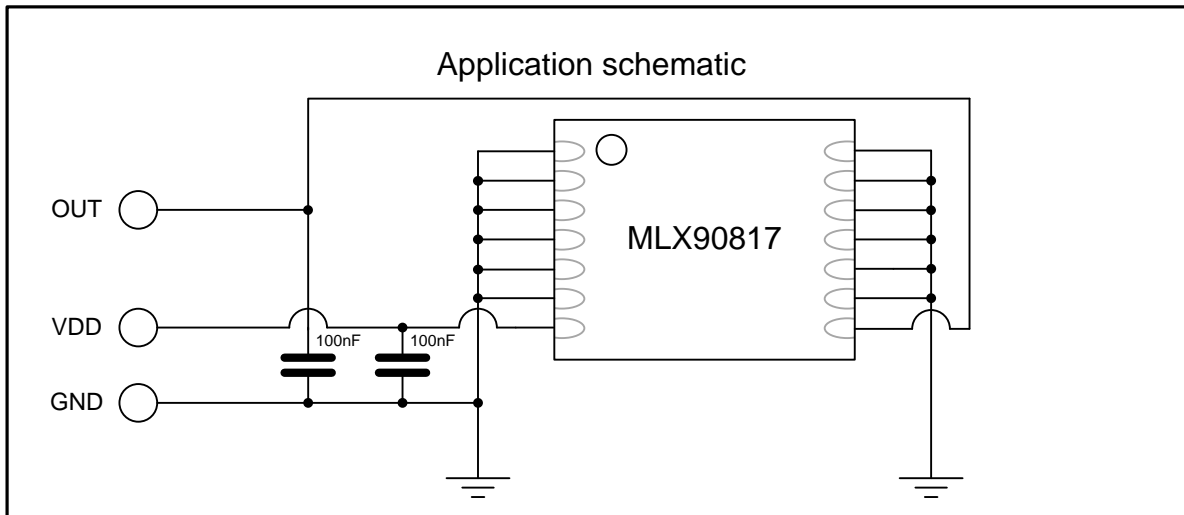 Application schematic
OUT
MLX90817
VDD
100nF
100nF
GND